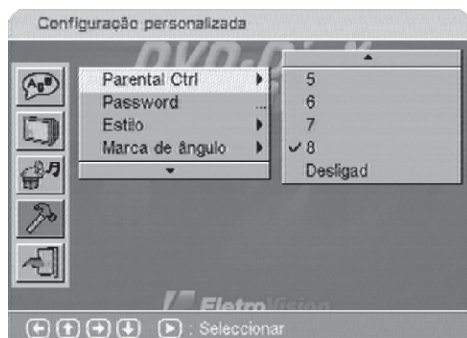 Configuração personalizada
Parental Ctrl
Password ...
Estilo
Marca de ângulo
5
6
7
8
Desligad
EletroVision
: Seleccionar